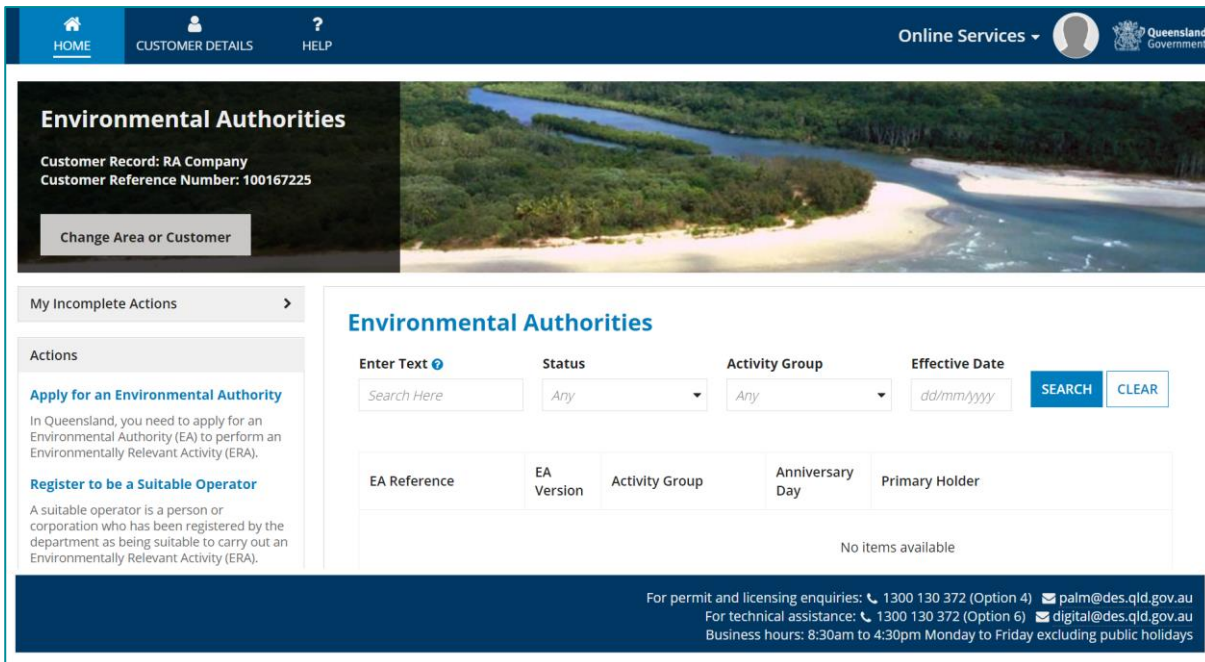 HOME
CUSTOMER DETAILS
?
HELP
Online Services
Queensland
Government
Environmental Authorities
Customer Record: RA Company
Customer Reference Number: 100167225
Change Area or Customer
My Incomplete Actions
Actions
Apply for an Environmental Authority
In Queensland, you need to apply for an
Environmental Authority (EA) to perform an
Environmentally Relevant Activity (ERA).
Register to be a Suitable Operator
A suitable operator is a person or
corporation who has been registered by the
department as being suitable to carry out an
Environmentally Relevant Activity (ERA).
Environmental Authorities
Enter Text ?
Status
Activity Group
Effective Date
Search Here
Any
Any
dd/mm/yyyy
SEARCH
CLEAR
EA Reference
EA
Version
Activity Group
Anniversary
Day
Primary Holder
No items available
For permit and licensing enquiries: 1300 130 372 (Option 4) palm@des.qld.gov.au
For technical assistance: 1300 130 372 (Option 6) digital@des.qld.gov.au
Business hours: 8:30am to 4:30pm Monday to Friday excluding public holidays